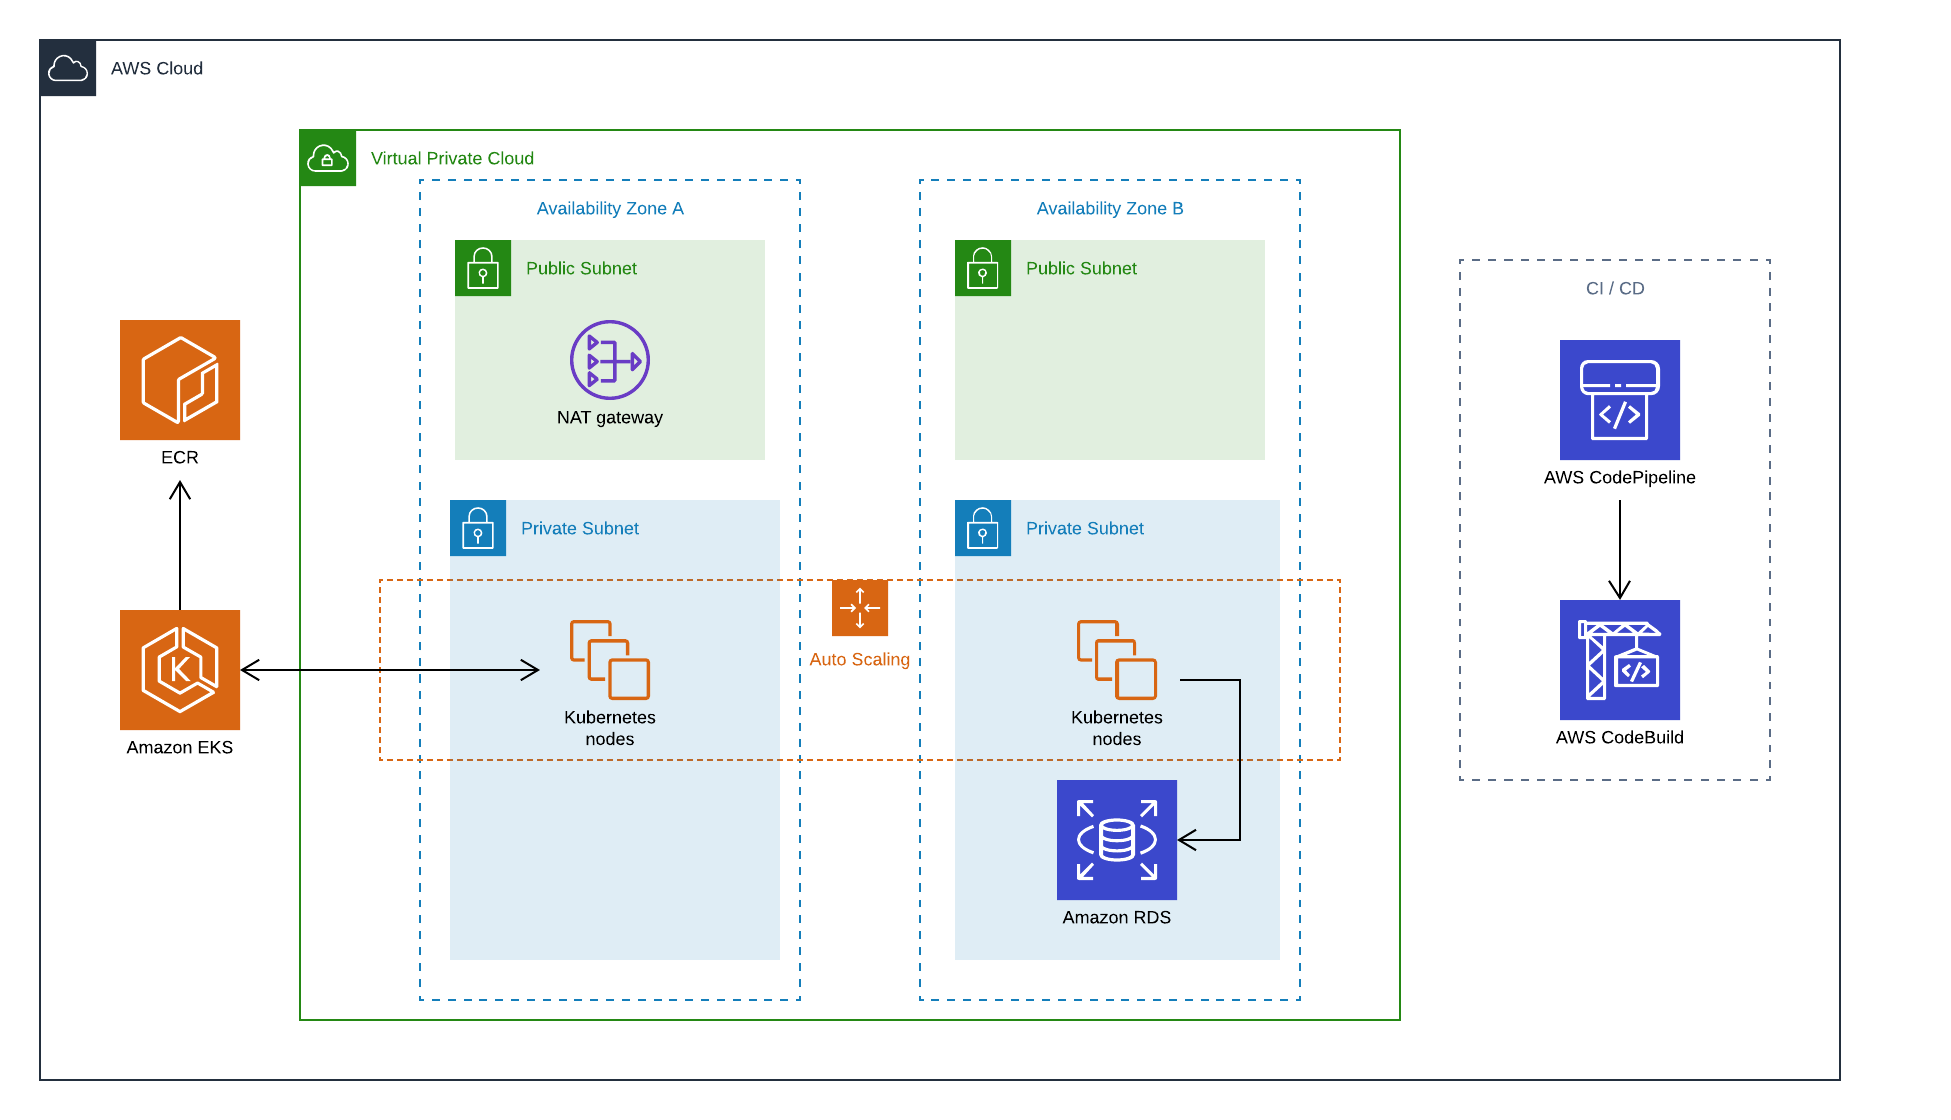 AWS Cloud
Virtual Private Cloud
Availability Zone A
Availability Zone B
Public Subnet
Public Subnet
CI / CD
NAT gateway
ECR
AWS CodePipeline
Private Subnet
Private Subnet
Auto Scaling
K
Kubernetes
nodes
Kubernetes
nodes
Amazon EKS
AWS CodeBuild
Amazon RDS